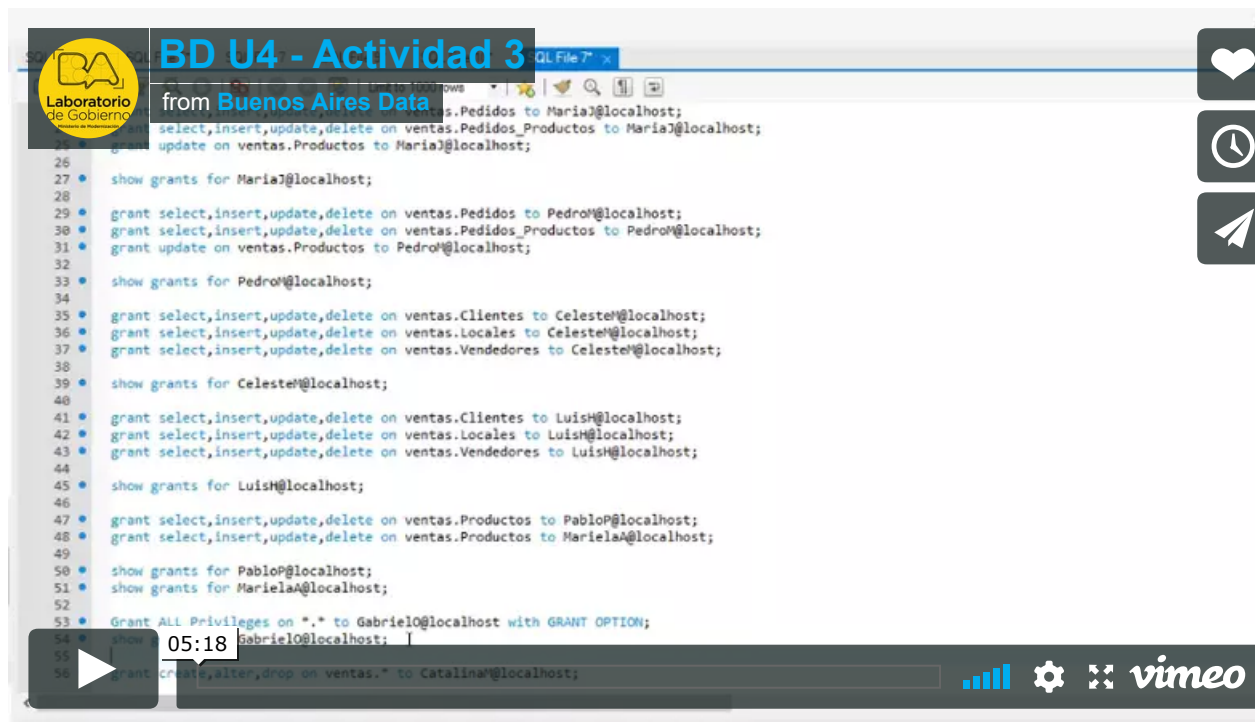 BD U4 - Actividad 3
from Buenos Aires Data
BA
Laboratorio
de Gobierno
SQL File 7*
Limit to 1000 rows
ventas.Pedidos to MariaJ@localhost;
grant select,insert,update,delete on ventas.Pedidos_Productos to MariaJ@localhost;
25 grant update on ventas.Productos to MariaJ@localhost;
26
27 show grants for MariaJ@localhost;
28
29 grant select,insert,update,delete on ventas.Pedidos to PedroM@localhost;
30 grant select,insert,update,delete on ventas.Pedidos_Productos to PedroM@localhost;
31 grant update on ventas.Productos to PedroM@localhost;
32
33 show grants for PedroM@localhost;
34
35 grant select,insert,update,delete on ventas.Clientes to CelesteM@localhost;
36 grant select,insert,update,delete on ventas.Locales to CelesteM@localhost;
37 grant select,insert,update,delete on ventas.Vendedores to CelesteM@localhost;
38
39 show grants for CelesteM@localhost;
40
41 grant select,insert,update,delete on ventas.Clientes to LuisH@localhost;
42 grant select,insert,update,delete on ventas.Locales to LuisH@localhost;
43 grant select,insert,update,delete on ventas.Vendedores to LuisH@localhost;
44
45 show grants for LuisH@localhost;
46
47 grant select,insert,update,delete on ventas.Productos to PabloP@localhost;
48 grant select,insert,update,delete on ventas.Productos to MarielaA@localhost;
49
50 show grants for PabloP@localhost;
51 show grants for MarielaA@localhost;
52
53 Grant ALL Privileges on *.* to GabrielO@localhost with GRANT OPTION;
54 show GabrielO@localhost;
55
56 grant create,alter,drop on ventas.* to CatalinaM@localhost;
05:18
vimeo